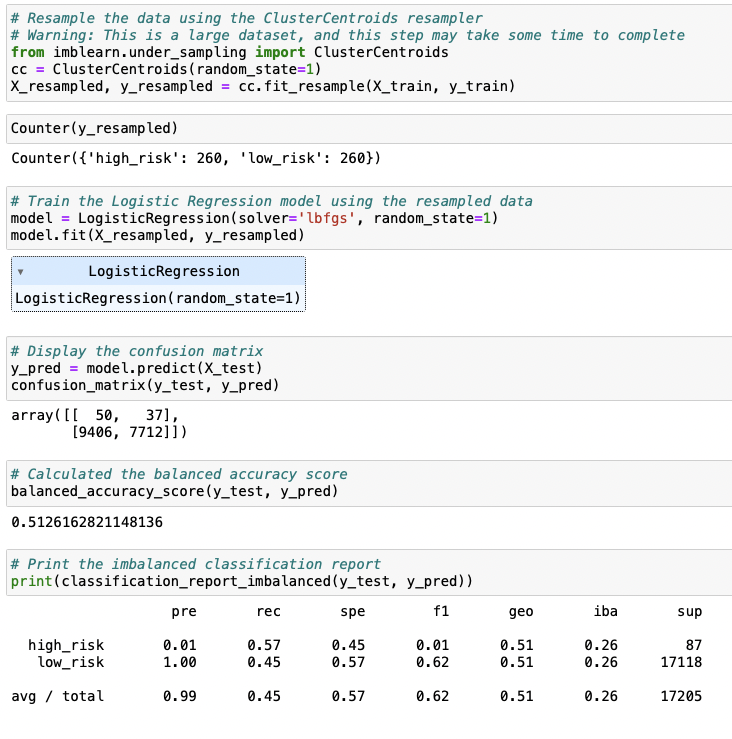 # Resample the data using the ClusterCentroids resampler
# Warning: This is a large dataset, and this step may take some time to complete
from imblearn.under_sampling import ClusterCentroids
cc = ClusterCentroids(random_state=1)
X_resampled, y_resampled = cc.fit_resample(X_train, y_train)
Counter(y_resampled)
Counter({'high_risk': 260, 'low_risk': 260})
# Train the Logistic Regression model using the resampled data
model = LogisticRegression(solver='lbfgs', random_state=1)
model.fit(X_resampled, y_resampled)
▼ LogisticRegression
LogisticRegression(random_state=1)
# Display the confusion matrix
y_pred = model.predict(X_test)
confusion_matrix(y_test, y_pred)
array([[  50,   37],
       [9406, 7712]])
# Calculated the balanced accuracy score
balanced_accuracy_score(y_test, y_pred)
0.5126162821148136
# Print the imbalanced classification report
print(classification_report_imbalanced(y_test, y_pred))
pre rec spe f1 geo iba sup
high_risk 0.01 0.57 0.45 0.01 0.51 0.26 87
low_risk 1.00 0.45 0.57 0.62 0.51 0.26 17118
avg / total 0.99 0.45 0.57 0.62 0.51 0.26 17205